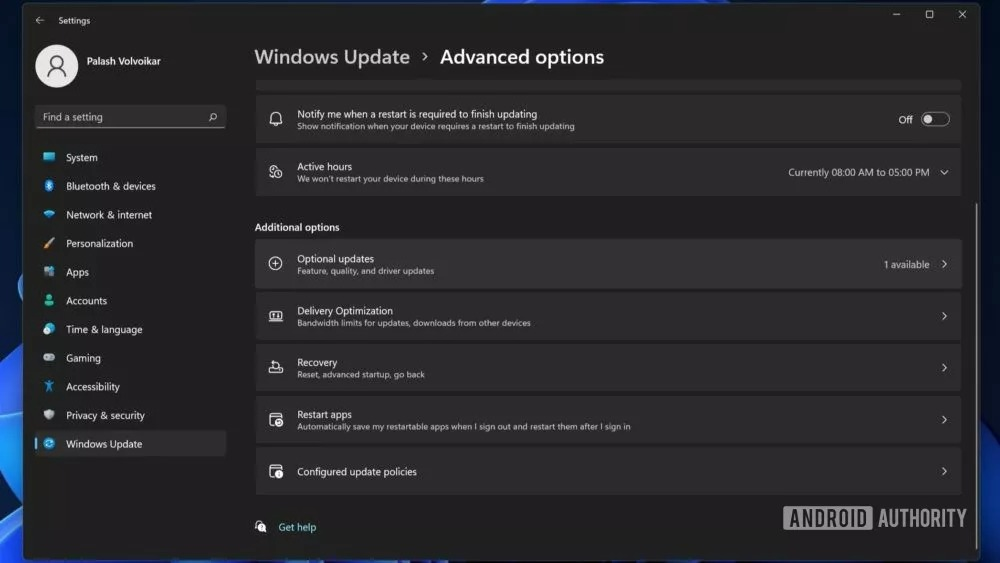 Settings
Palash Volvoikar
Find a setting
System
Bluetooth & devices
Network & internet
Personalization
Apps
Accounts
Time & language
Gaming
Accessibility
Privacy & security
Windows Update
Windows Update > Advanced options
Notify me when a restart is required to finish updating
Show notification when your device requires a restart to finish updating
Off
Active hours
We won't restart your device during these hours
Currently 08:00 AM to 05:00 PM
Additional options
Optional updates
Feature, quality, and driver updates
1 available
Delivery Optimization
Bandwidth limits for updates, downloads from other devices
Recovery
Reset, advanced startup, go back
Restart apps
Automatically save my restartable apps when I sign out and restart them after I sign in
Configured update policies
Get help
ANDROID AUTHORITY